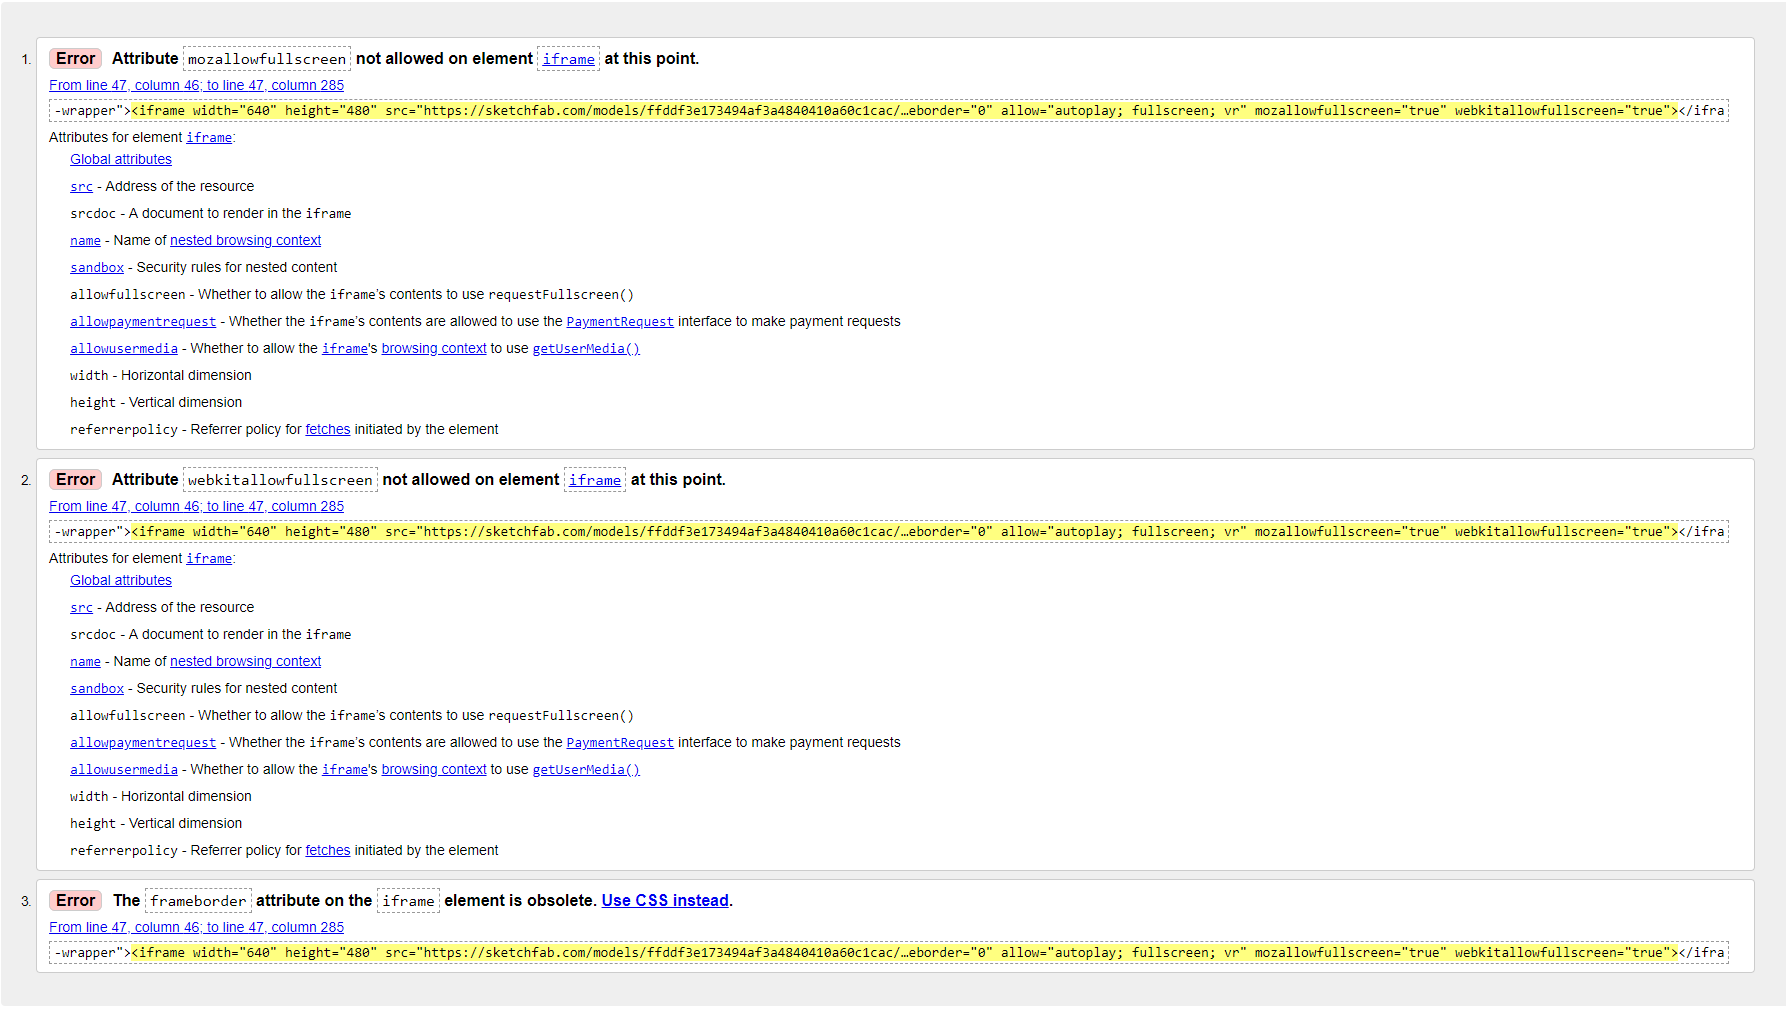 1. Error Attribute mozallowfullscreen not allowed on element iframe at this point.
From line 47, column 46; to line 47, column 285
-wrapper"><iframe width="640" height="480" src="https://sketchfab.com/models/ffddf3e173494af3a4840410a60c1cac/…eborder="0" allow="autoplay; fullscreen; vr" mozallowfullscreen="true" webkitallowfullscreen="true"></ifra
Attributes for element iframe:
Global attributes
src - Address of the resource
srcdoc - A document to render in the iframe
name - Name of nested browsing context
sandbox - Security rules for nested content
allowfullscreen - Whether to allow the iframe's contents to use requestFullscreen()
allowpaymentrequest - Whether the iframe's contents are allowed to use the PaymentRequest interface to make payment requests
allowusermedia - Whether to allow the iframe's browsing context to use getUserMedia()
width - Horizontal dimension
height - Vertical dimension
referrerpolicy - Referrer policy for fetches initiated by the element
2. Error Attribute webkitallowfullscreen not allowed on element iframe at this point.
From line 47, column 46; to line 47, column 285
-wrapper"><iframe width="640" height="480" src="https://sketchfab.com/models/ffddf3e173494af3a4840410a60c1cac/…eborder="0" allow="autoplay; fullscreen; vr" mozallowfullscreen="true" webkitallowfullscreen="true"></ifra
Attributes for element iframe:
Global attributes
src - Address of the resource
srcdoc - A document to render in the iframe
name - Name of nested browsing context
sandbox - Security rules for nested content
allowfullscreen - Whether to allow the iframe's contents to use requestFullscreen()
allowpaymentrequest - Whether the iframe's contents are allowed to use the PaymentRequest interface to make payment requests
allowusermedia - Whether to allow the iframe's browsing context to use getUserMedia()
width - Horizontal dimension
height - Vertical dimension
referrerpolicy - Referrer policy for fetches initiated by the element
3. Error The frameborder attribute on the iframe element is obsolete. Use CSS instead.
From line 47, column 46; to line 47, column 285
-wrapper"><iframe width="640" height="480" src="https://sketchfab.com/models/ffddf3e173494af3a4840410a60c1cac/…eborder="0" allow="autoplay; fullscreen; vr" mozallowfullscreen="true" webkitallowfullscreen="true"></ifra